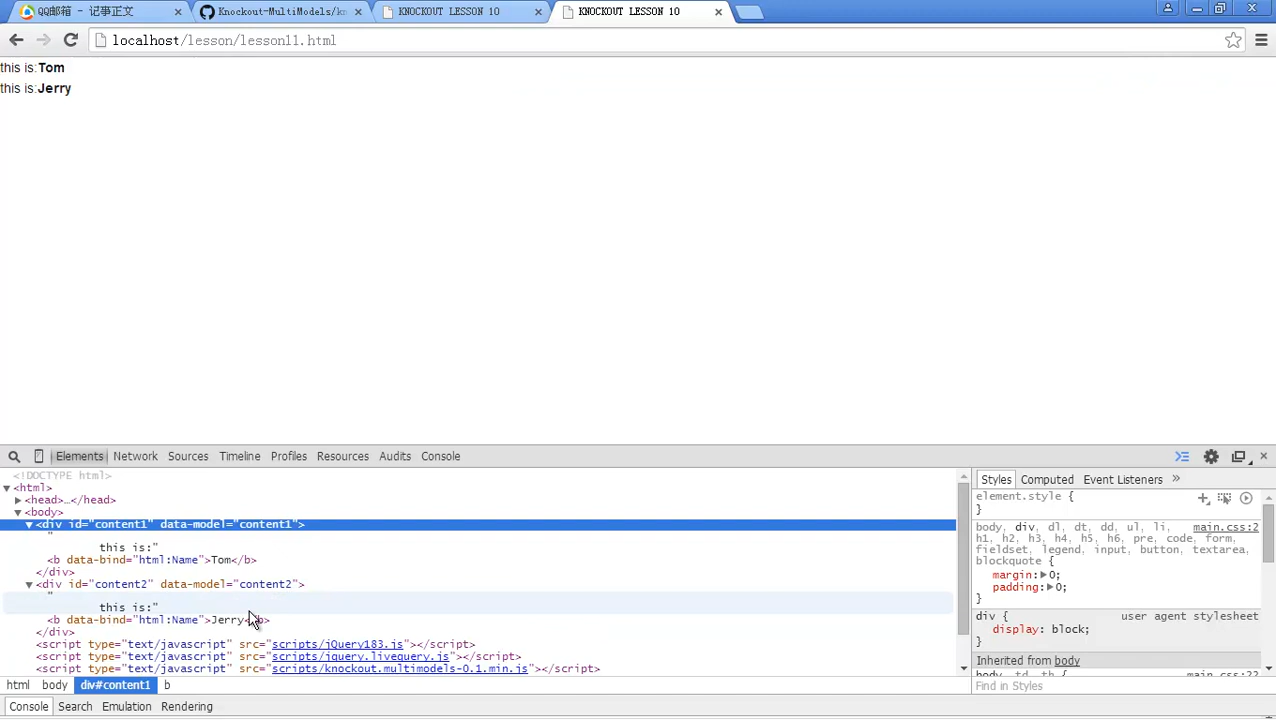 QQ邮箱 - 记事正文
Knockout-MultiModels/kn
KNOCKOUT LESSON 10
KNOCKOUT LESSON 10
localhost/lesson/lesson11.html
this is:Tom
this is:Jerry
Elements Network Sources Timeline Profiles Resources Audits Console
<!DOCTYPE html>
<html>
<head>…</head>
<body>
<div id="content1" data-model="content1">
"
this is:"
<b data-bind="html:Name">Tom</b>
</div>
<div id="content2" data-model="content2">
"
this is:"
<b data-bind="html:Name">Jerry</b>
</div>
<script type="text/javascript" src="scripts/jQuery183.js"></script>
<script type="text/javascript" src="scripts/jquery.livequery.js"></script>
<script type="text/javascript" src="scripts/knockout.multimodels-0.1.min.js"></script>
html body div#content1 b
Console Search Emulation Rendering
Styles Computed Event Listeners »
element.style {
}
body, div, dl, dt, dd, ul, li, main.css:2
h1, h2, h3, h4, h5, h6, pre, code, form,
fieldset, legend, input, button, textarea,
blockquote {
margin: 0;
padding: 0;
}
div { user agent stylesheet
display: block;
}
Inherited from body
body, td, th { main.css:22
Find in Styles